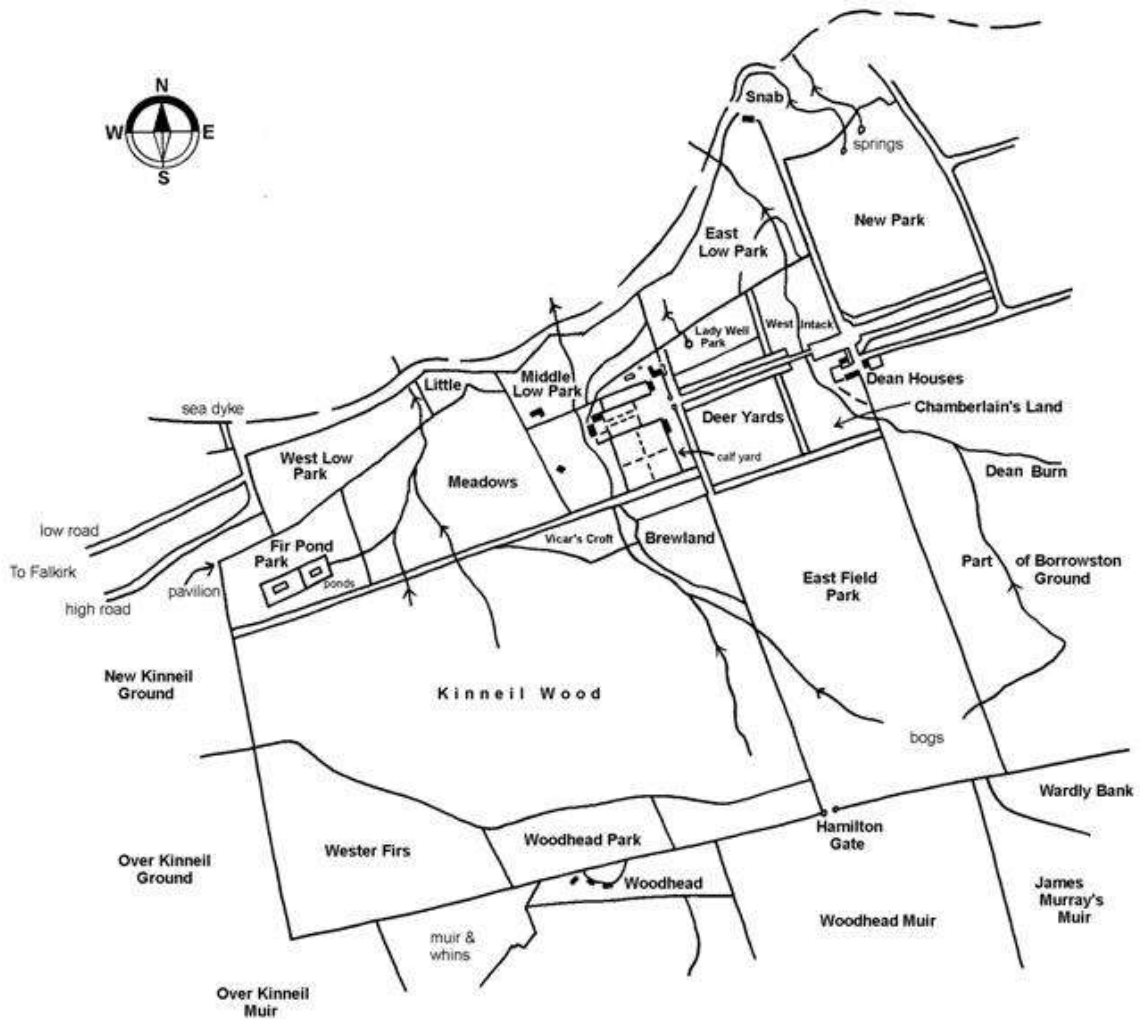 N
W E
S
Snab
springs
New Park
East
Low Park
Lady Well
Park
West Intack
Little
Middle
Low Park
Dean Houses
sea dyke
Deer Yards
Chamberlain's Land
West Low
Park
Meadows
calf yard
Dean Burn
low road
Vicar's Croft
Brewland
Fir Pond
Park
ponds
To Falkirk
pavilion
high road
East Field
Park
Part of Borrowston
Ground
New Kinneil
Ground
Kinneil Wood
bogs
Wardly Bank
Hamilton
Gate
Woodhead Park
Wester Firs
Over Kinneil
Ground
Woodhead
James
Murray's
Muir
Woodhead Muir
muir &
whins
Over Kinneil
Muir